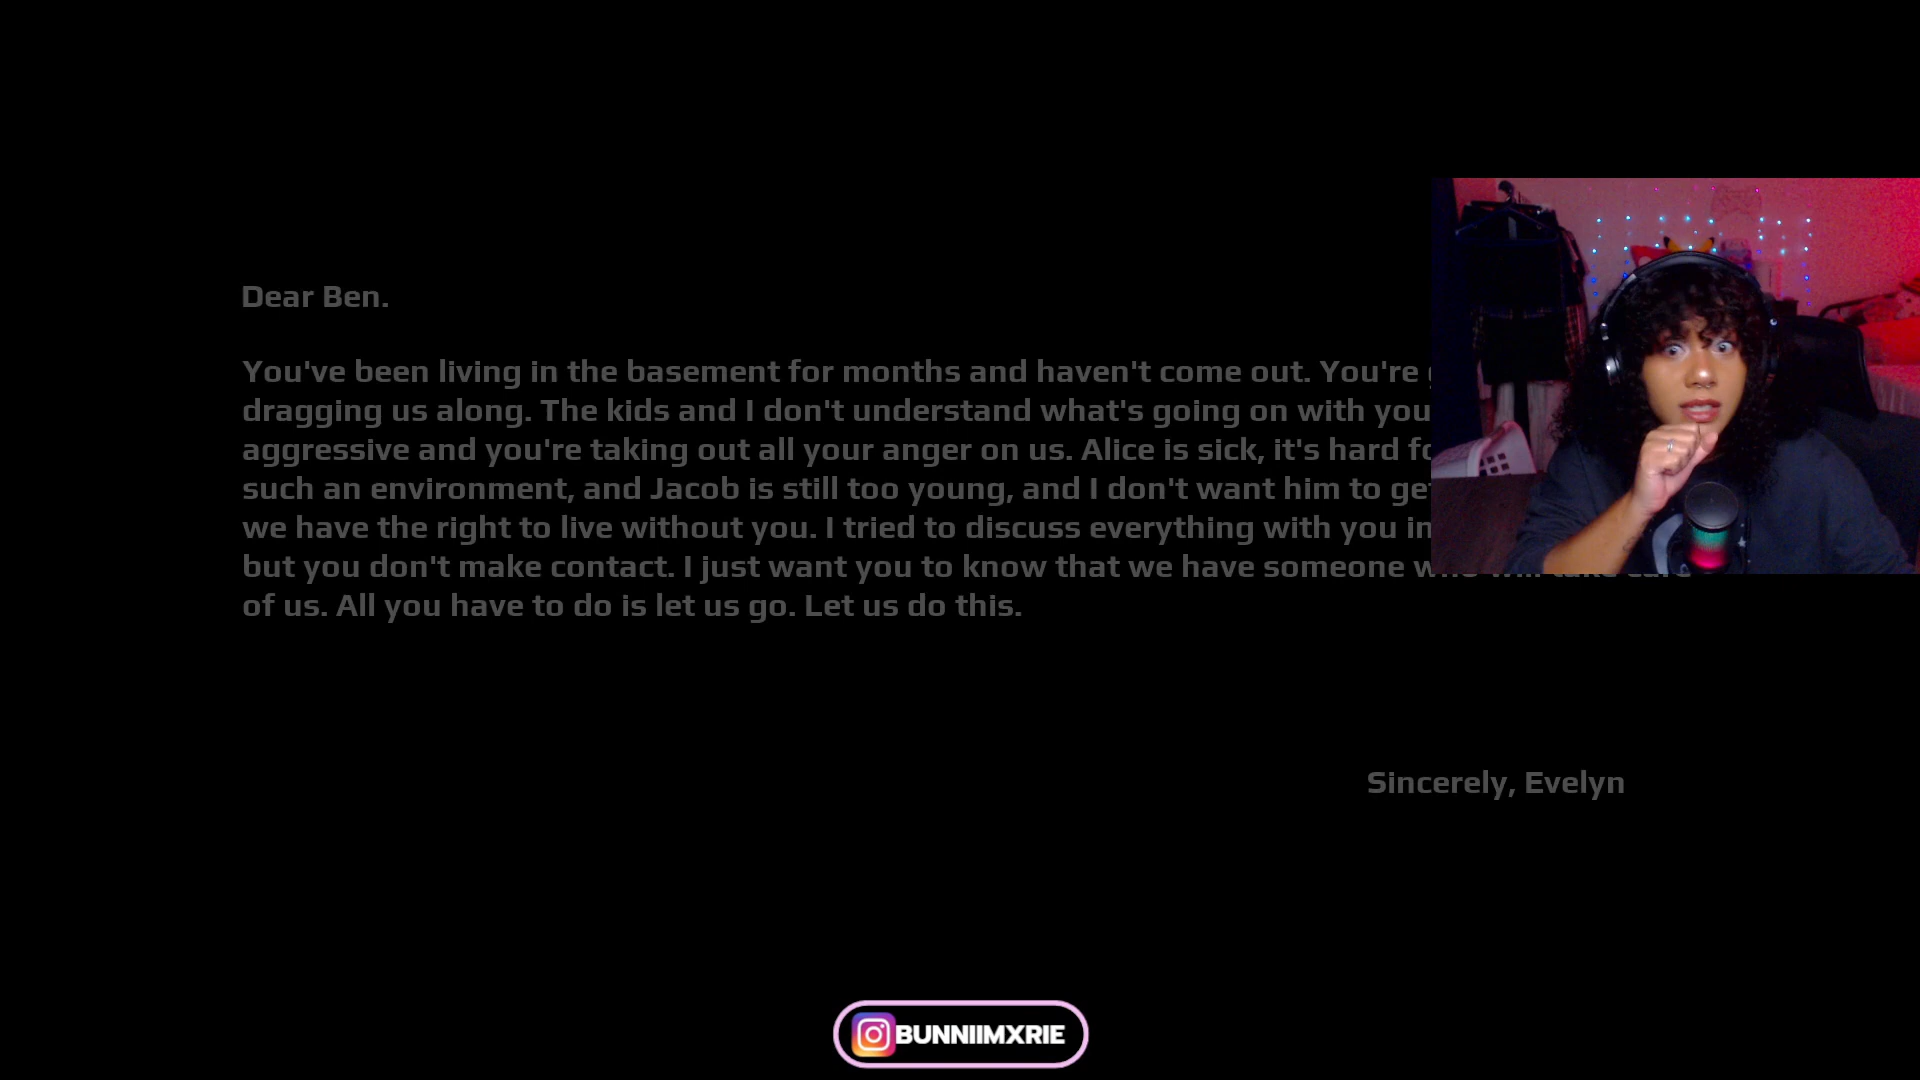 Dear Ben.
You've been living in the basement for months and haven't come out. You're
dragging us along. The kids and I don't understand what's going on with you
aggressive and you're taking out all your anger on us. Alice is sick, it's hard
such an environment, and Jacob is still too young, and I don't want him to
we have the right to live without you. I tried to discuss everything with you
but you don't make contact. I just want you to know that we have someone who will take care
of us. All you have to do is let us go. Let us do this.
Sincerely, Evelyn
BUNNIIMXRIE